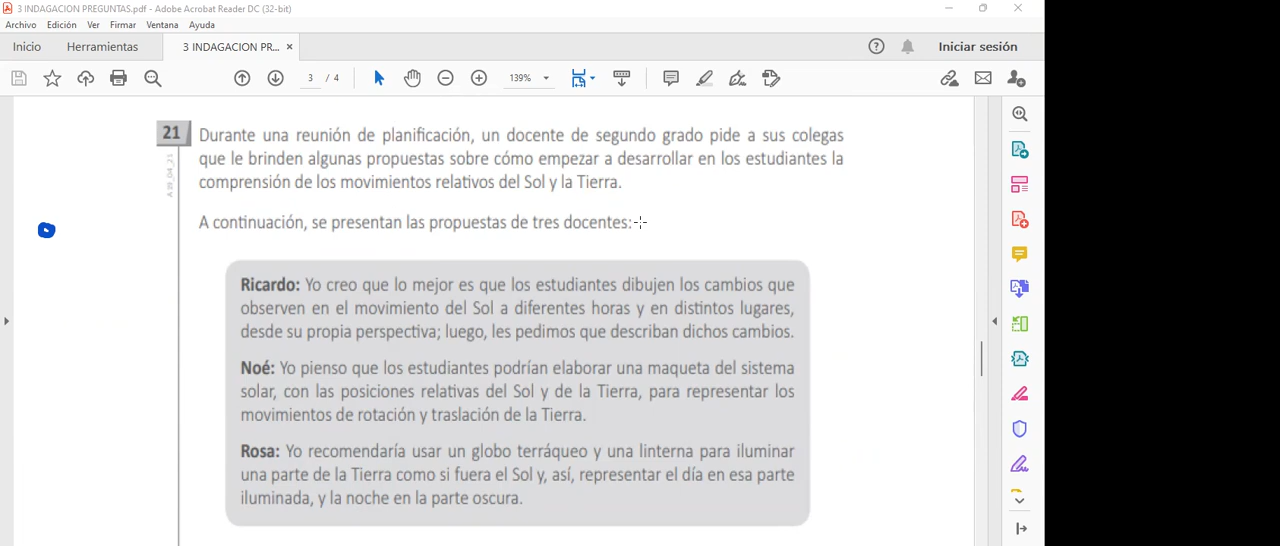 3 INDAGACION PREGUNTAS.pdf - Adobe Acrobat Reader DC (32-bit)
Archivo Edición Ver Firmar Ventana Ayuda
Inicio Herramientas 3 INDAGACION PR... × Iniciar sesión
3 / 4 139%
21 Durante una reunión de planificación, un docente de segundo grado pide a sus colegas
que le brinden algunas propuestas sobre cómo empezar a desarrollar en los estudiantes la
comprensión de los movimientos relativos del Sol y la Tierra.
A19_04_21
A continuación, se presentan las propuestas de tres docentes:
Ricardo: Yo creo que lo mejor es que los estudiantes dibujen los cambios que
observen en el movimiento del Sol a diferentes horas y en distintos lugares,
desde su propia perspectiva; luego, les pedimos que describan dichos cambios.
Noé: Yo pienso que los estudiantes podrían elaborar una maqueta del sistema
solar, con las posiciones relativas del Sol y de la Tierra, para representar los
movimientos de rotación y traslación de la Tierra.
Rosa: Yo recomendaría usar un globo terráqueo y una linterna para iluminar
una parte de la Tierra como si fuera el Sol y, así, representar el día en esa parte
iluminada, y la noche en la parte oscura.